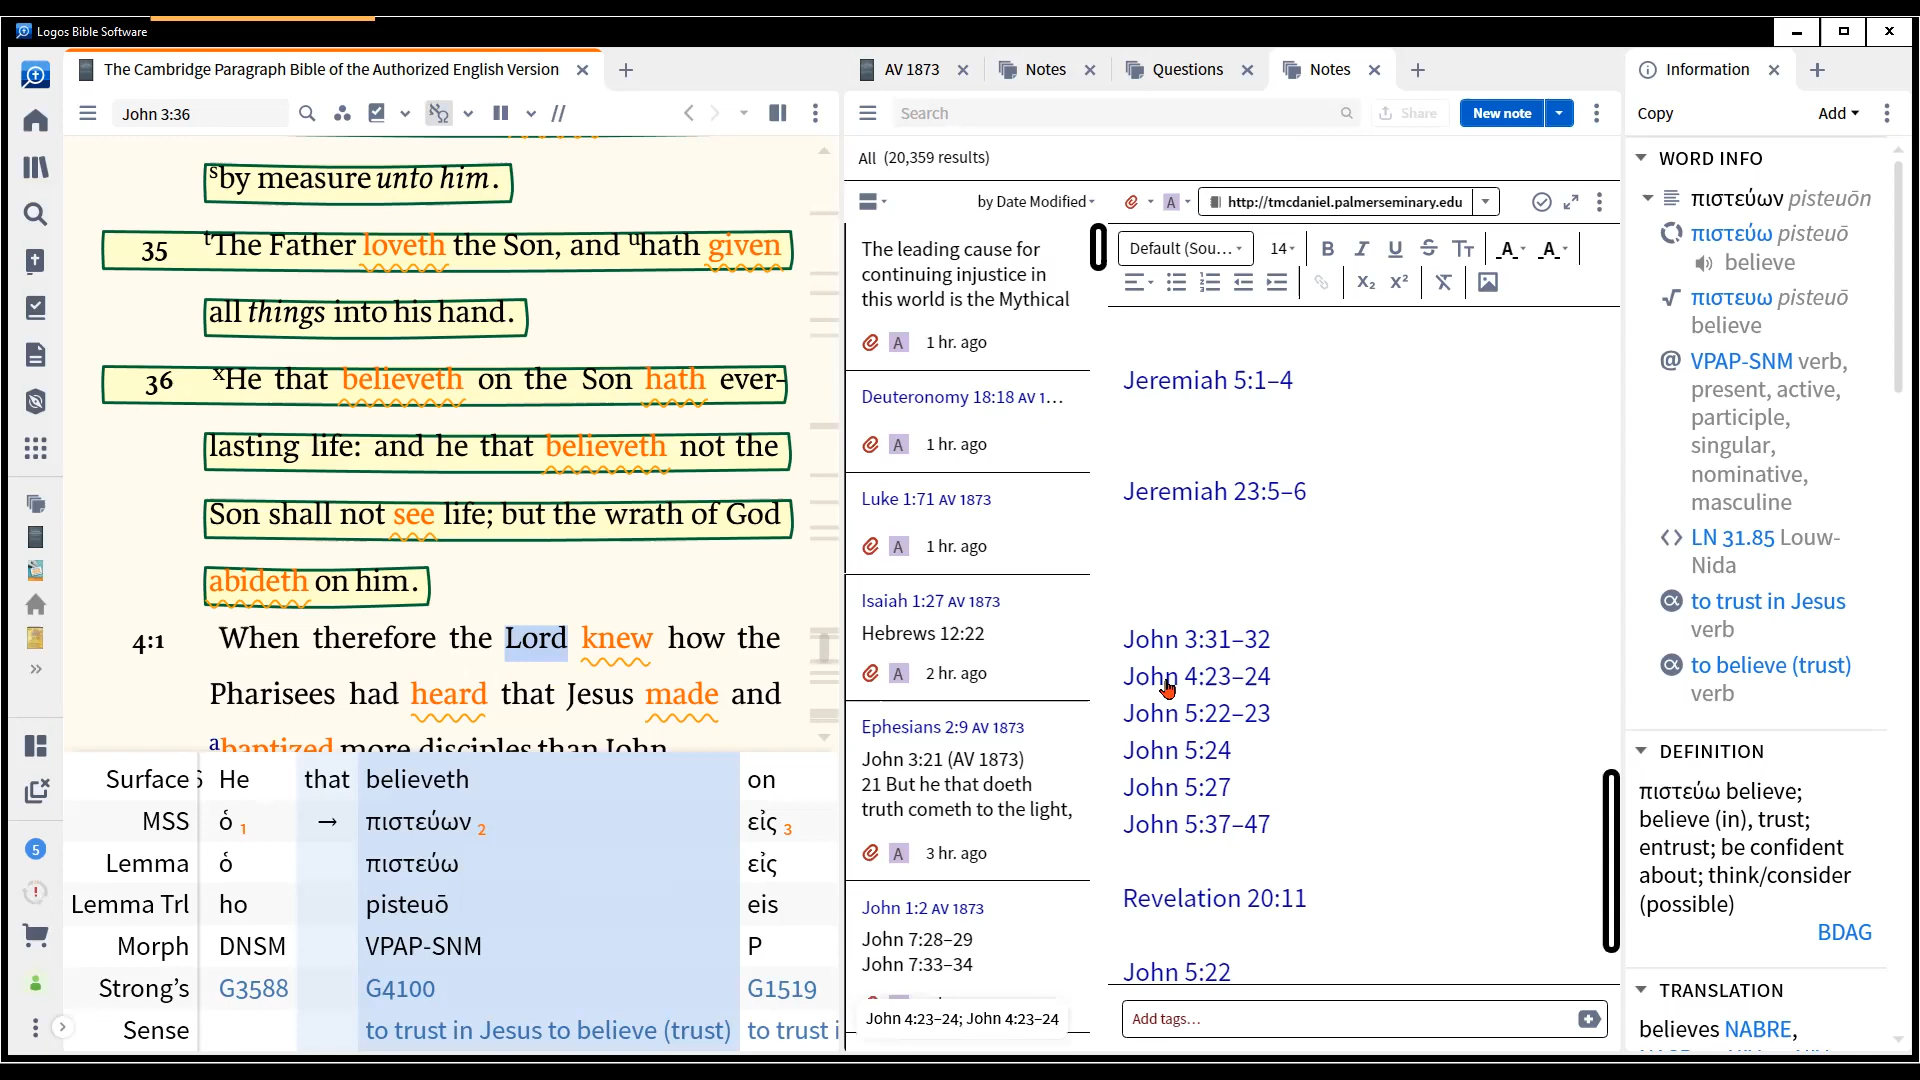 Logos Bible Software
The Cambridge Paragraph Bible of the Authorized English Version
John 3:36
sby measure unto him.
35 tThe Father loveth the Son, and uhath given
all things into his hand.
36 xHe that believeth on the Son hath ever-
lasting life: and he that believeth not the
Son shall not see life; but the wrath of God
abideth on him.
4:1 When therefore the Lord knew how the
Pharisees had heard that Jesus made and
abaptized more disciples than John,
Surface 6 He that believeth on
MSS ὁ 1 → πιστεύων 2 εἰς 3
Lemma ὁ πιστεύω εἰς
Lemma Trl ho pisteuō eis
Morph DNSM VPAP-SNM P
Strong’s G3588 G4100 G1519
Sense to trust in Jesus to believe (trust) to trust i
5
AV 1873
Notes
Questions
Notes
Search
Share
New note
All (20,359 results)
by Date Modified
A
http://tmcdaniel.palmerseminary.edu
The leading cause for
continuing injustice in
this world is the Mythical
A 1 hr. ago
Deuteronomy 18:18 AV 1…
A 1 hr. ago
Luke 1:71 AV 1873
A 1 hr. ago
Isaiah 1:27 AV 1873
Hebrews 12:22
A 2 hr. ago
Ephesians 2:9 AV 1873
John 3:21 (AV 1873)
21 But he that doeth
truth cometh to the light,
A 3 hr. ago
John 1:2 AV 1873
John 7:28–29
John 7:33–34
John 4:23–24; John 4:23–24
Default (Sou… 14 B I U S TT A A
X2 X2
Jeremiah 5:1–4
Jeremiah 23:5–6
John 3:31–32
John 4:23–24
John 5:22–23
John 5:24
John 5:27
John 5:37–47
Revelation 20:11
John 5:22
Add tags…
Information
Copy
Add
WORD INFO
πιστεύων pisteuōn
πιστεύω pisteuō
believe
πιστευω pisteuō
believe
VPAP-SNM verb,
present, active,
participle,
singular,
nominative,
masculine
LN 31.85 Louw-
Nida
to trust in Jesus
verb
to believe (trust)
verb
DEFINITION
πιστεύω believe;
believe (in), trust;
entrust; be confident
about; think/consider
(possible)
BDAG
TRANSLATION
believes NABRE,